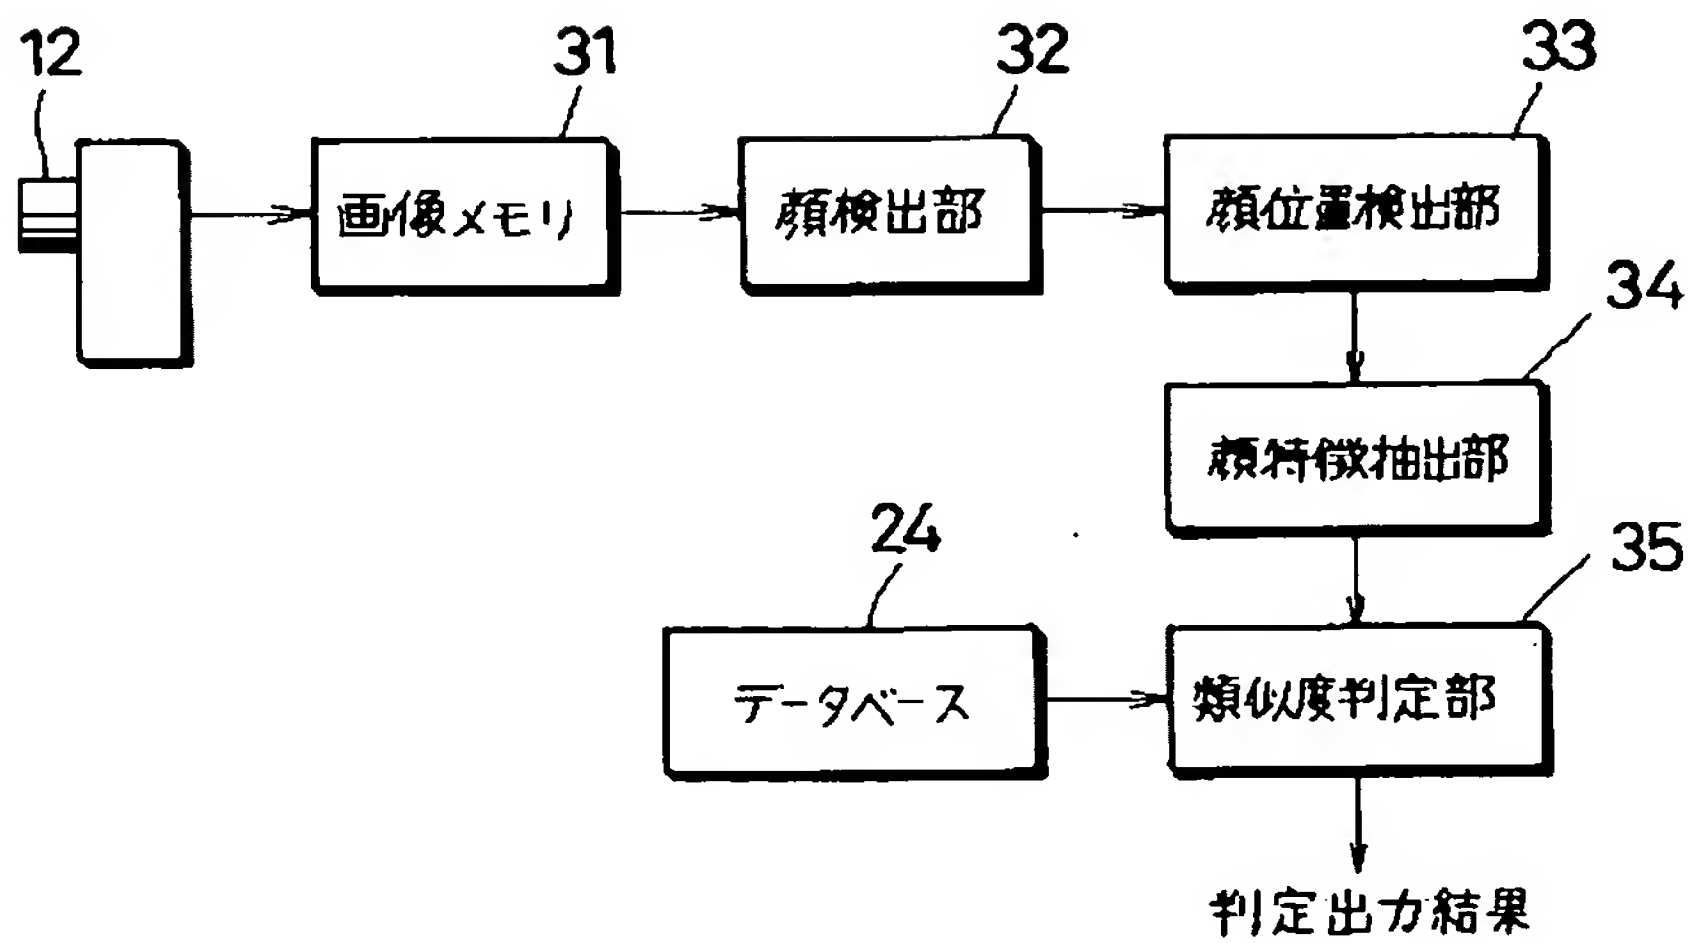 12
31
32
33
画像メモリ
顔検出部
顔位置検出部
34
顔特徴抽出部
24
35
データベース
類似度判定部
判定出力結果